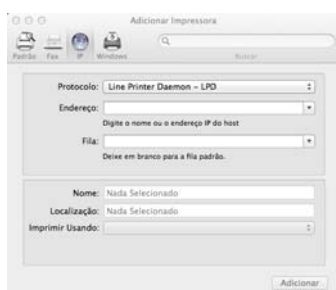 Adicionar Impressora
Padrão Fax IP Windows Buscar
Protocolo: Line Printer Daemon – LPD
Endereço:
Digite o nome ou o endereço IP do host
Fila:
Deixe em branco para a fila padrão.
Nome: Nada Selecionado
Localização: Nada Selecionado
Imprimir Usando:
Adicionar